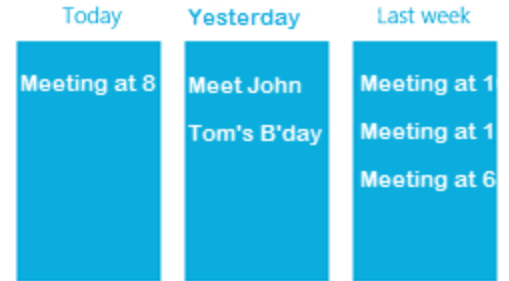 Today
Yesterday
Last week
Meeting at 8
Meet John
Tom's B'day
Meeting at 1
Meeting at 1
Meeting at 6